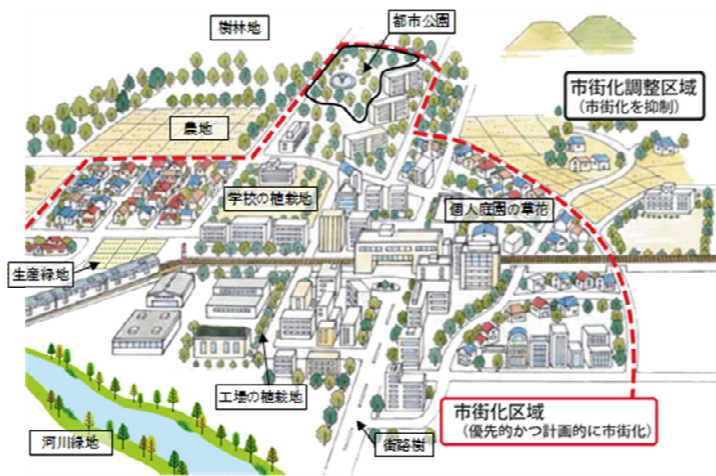 樹林地
都市公園
市街化調整区域
(市街化を抑制)
農地
学校の植栽地
個人庭園の草花
生産緑地
工場の植栽地
市街化区域
(優先的かつ計画的に市街化)
河川緑地
街路樹